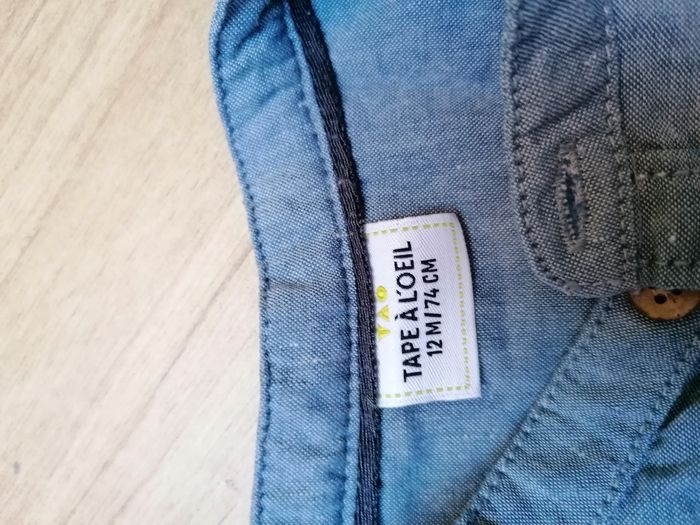 TAO
TAPE À L'OEIL
12 M / 74 CM